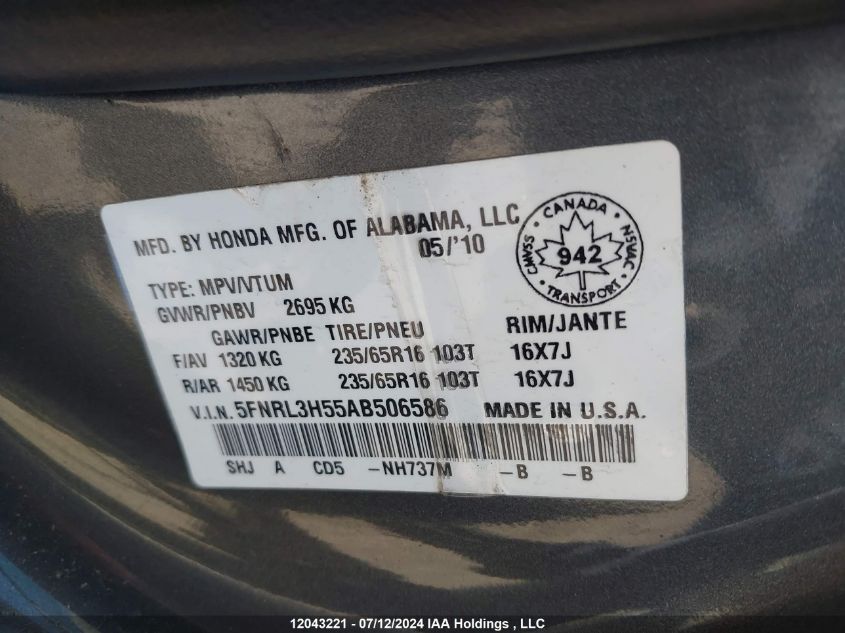 MFD. BY HONDA MFG. OF ALABAMA, LLC
05/'10
CANADA
CMVSS 942 NSVAC
TRANSPORT
TYPE: MPV/VTUM
GVWR/PNBV 2695 KG
GAWR/PNBE TIRE/PNEU RIM/JANTE
F/AV 1320 KG 235/65R16 103T 16X7J
R/AR 1450 KG 235/65R16 103T 16X7J
V.I.N. 5FNRL3H55AB506586 MADE IN U.S.A.
SHJ A CD5 -NH737M -B -B
12043221 - 07/12/2024 IAA Holdings , LLC